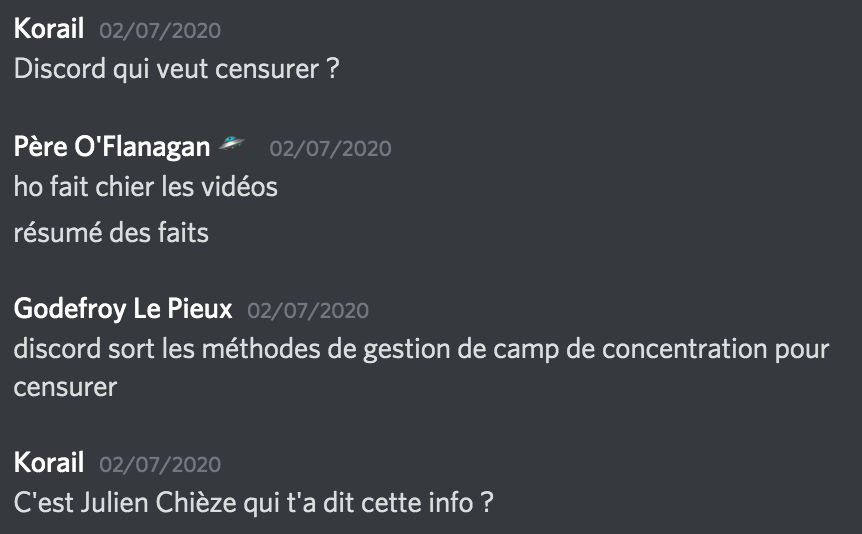 Korail 02/07/2020
Discord qui veut censurer ?
Père O'Flanagan 02/07/2020
ho fait chier les vidéos
résumé des faits
Godefroy Le Pieux 02/07/2020
discord sort les méthodes de gestion de camp de concentration pour
censurer
Korail 02/07/2020
C'est Julien Chièze qui t'a dit cette info ?